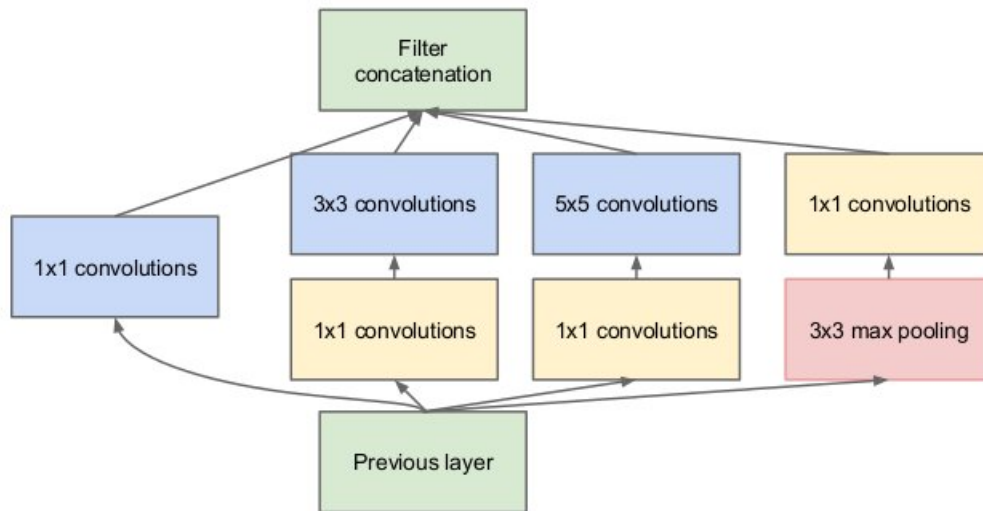 Filter
concatenation
3x3 convolutions
5x5 convolutions
1x1 convolutions
1x1 convolutions
1x1 convolutions
1x1 convolutions
3x3 max pooling
Previous layer